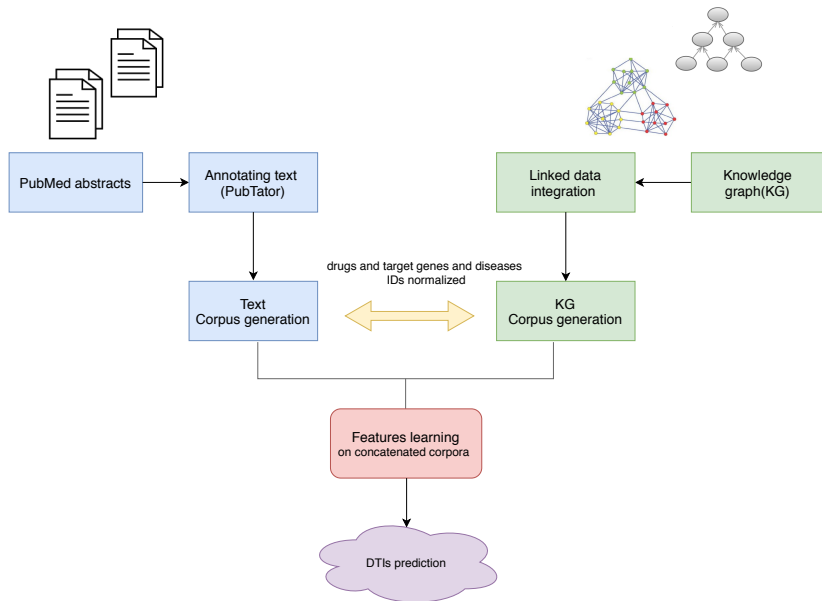 PubMed abstracts
Annotating text
(PubTator)
Linked data
integration
Knowledge
graph(KG)
drugs and target genes and diseases
IDs normalized
Text
Corpus generation
KG
Corpus generation
Features learning
on concatenated corpora
DTIs prediction